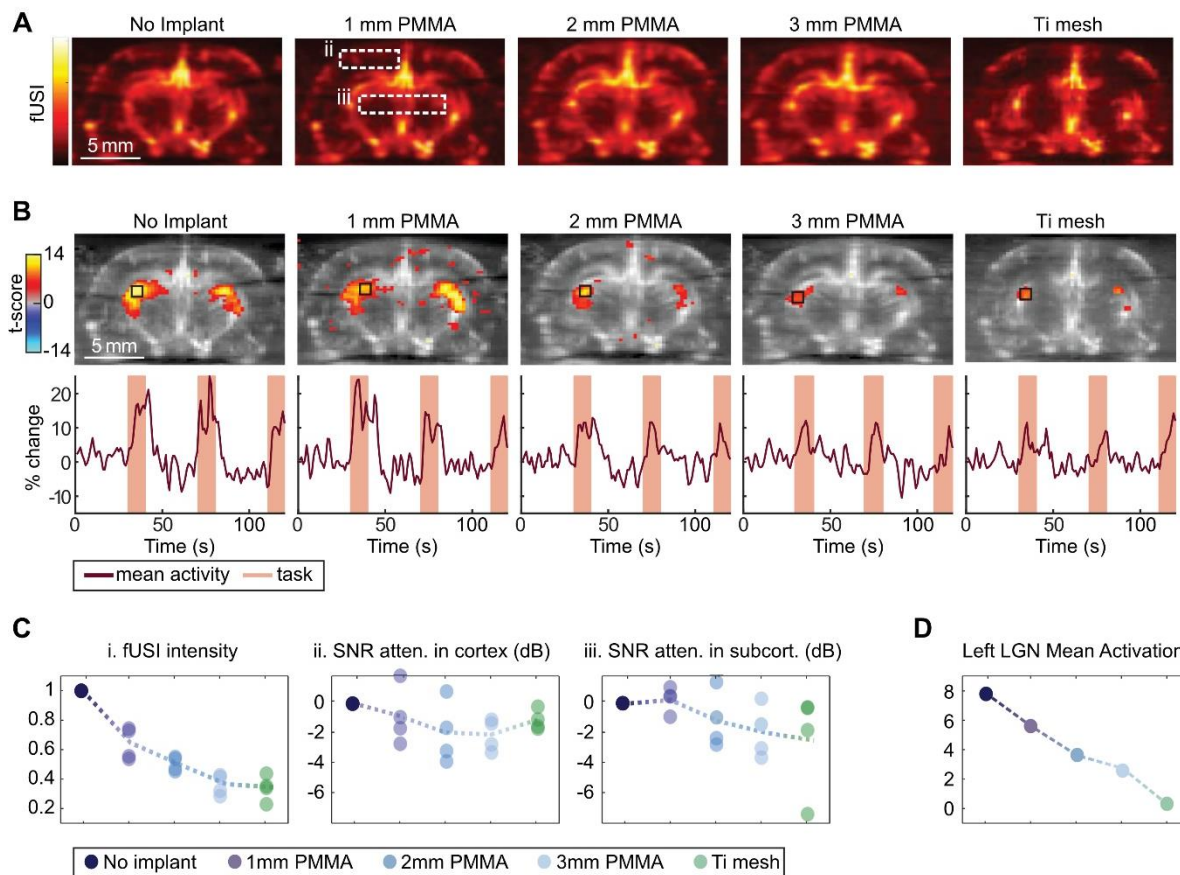 A
No Implant
1 mm PMMA
2 mm PMMA
3 mm PMMA
Ti mesh
fUSI
ii
iii
5 mm
B
No Implant
1 mm PMMA
2 mm PMMA
3 mm PMMA
Ti mesh
t-score
14
0
-14
5 mm
% change
20
10
0
-10
0 50 100
0 50 100
0 50 100
0 50 100
0 50 100
Time (s)
Time (s)
Time (s)
Time (s)
Time (s)
mean activity task
C
i. fUSI intensity
1
0.8
0.6
0.4
0.2
ii. SNR atten. in cortex (dB)
0
-2
-4
-6
iii. SNR atten. in subcort. (dB)
0
-2
-4
-6
D
Left LGN Mean Activation
8
6
4
2
0
No implant 1mm PMMA 2mm PMMA 3mm PMMA Ti mesh